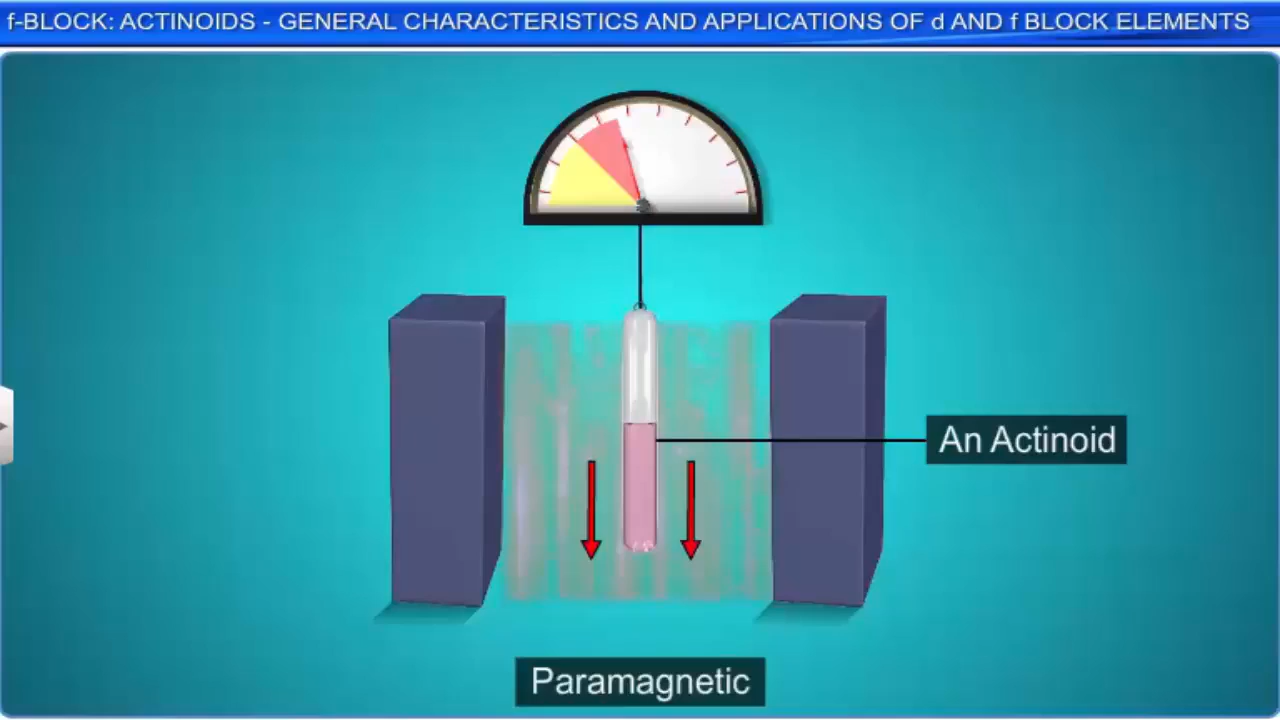 f-BLOCK: ACTINOIDS - GENERAL CHARACTERISTICS AND APPLICATIONS OF d AND f BLOCK ELEMENTS
An Actinoid
Paramagnetic